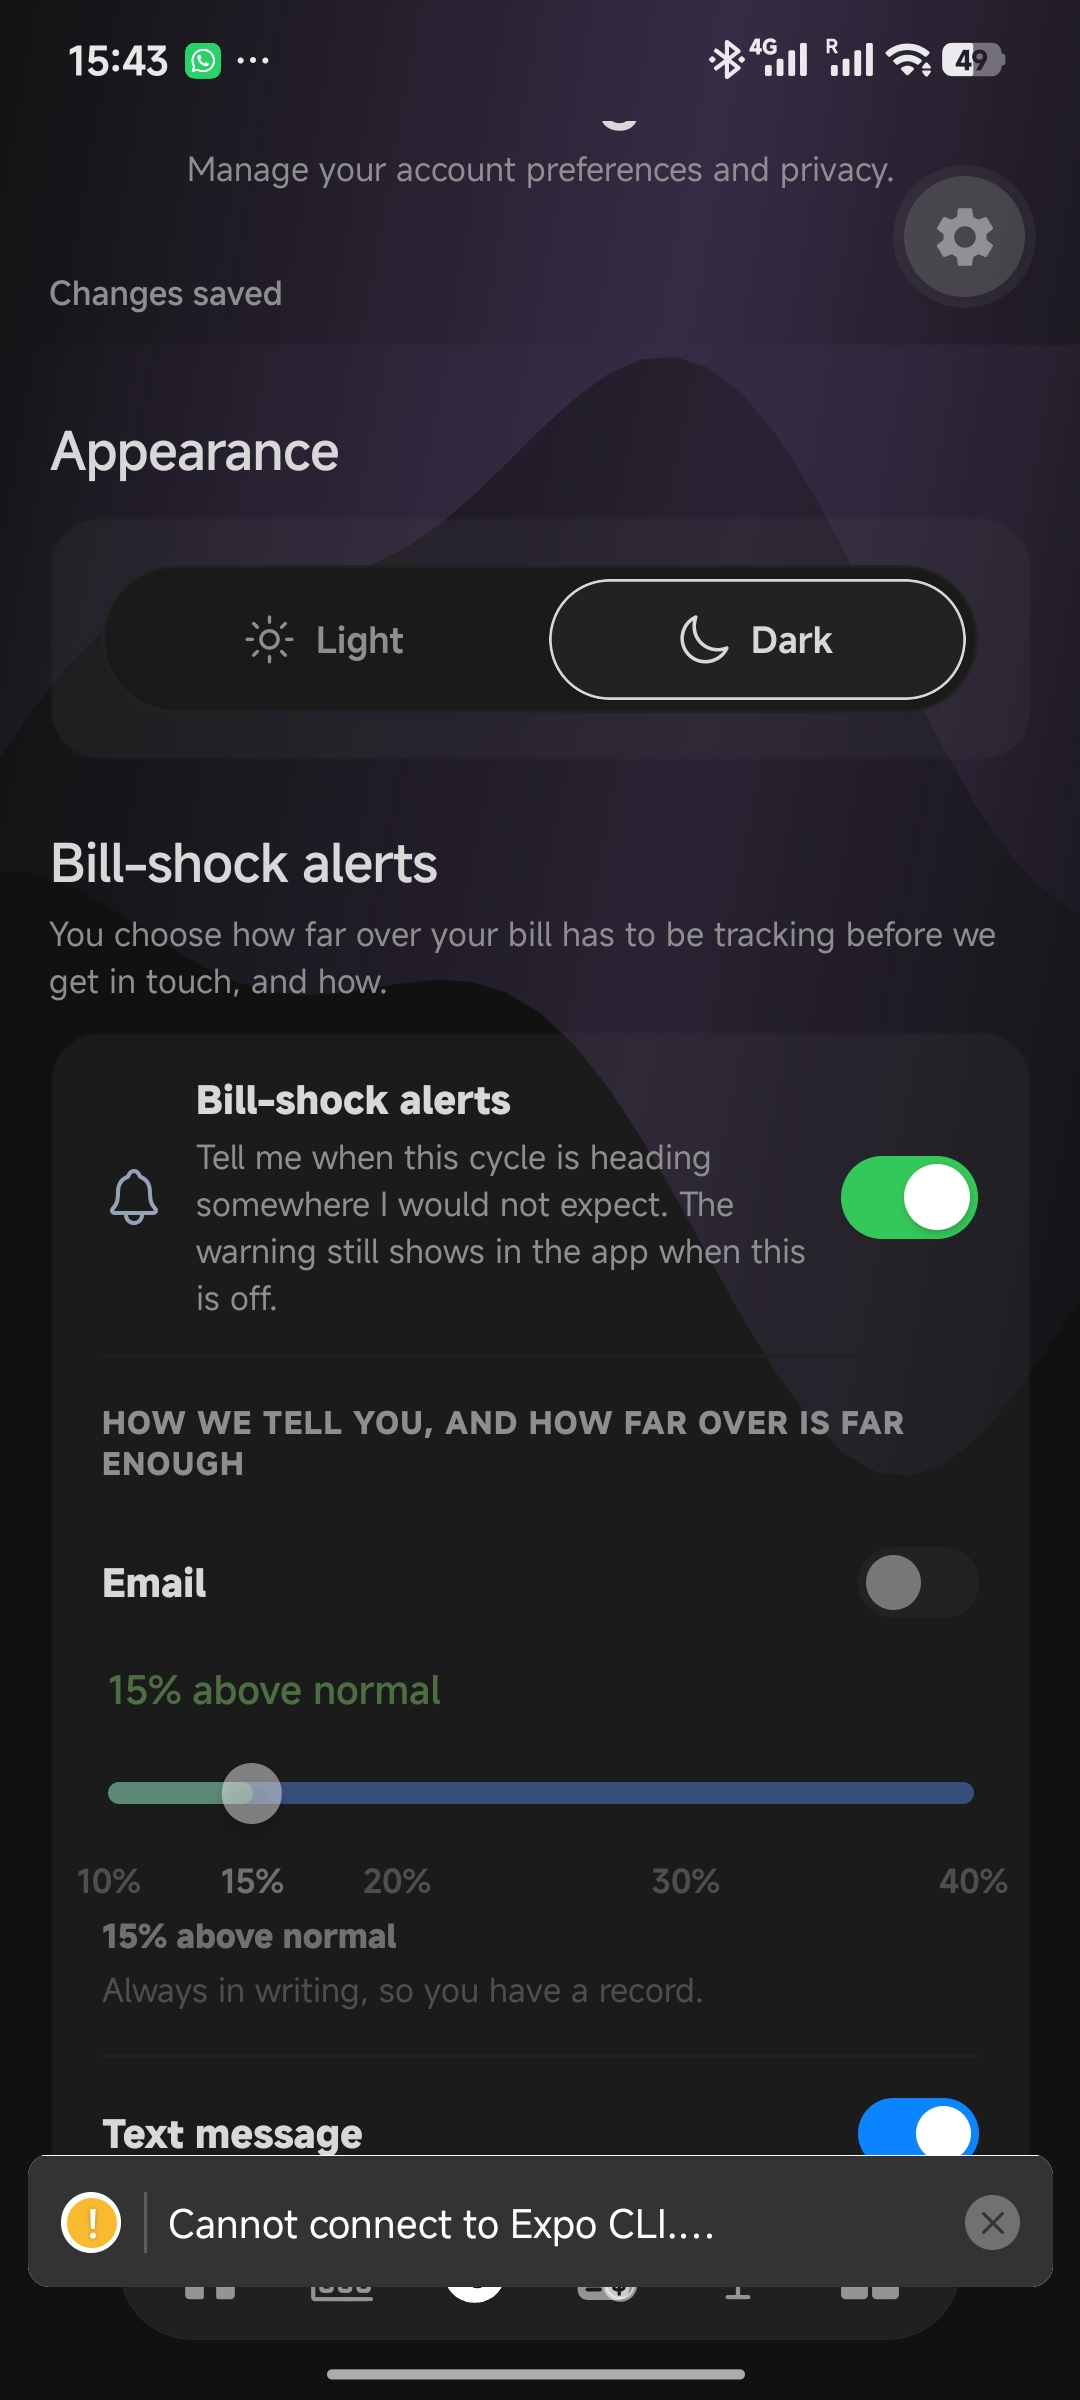 15:43
4G
R
49
Manage your account preferences and privacy.
Changes saved
Appearance
Light
Dark
Bill-shock alerts
You choose how far over your bill has to be tracking before we
get in touch, and how.
Bill-shock alerts
Tell me when this cycle is heading
somewhere I would not expect. The
warning still shows in the app when this
is off.
HOW WE TELL YOU, AND HOW FAR OVER IS FAR
ENOUGH
Email
15% above normal
10%
15%
20%
30%
40%
15% above normal
Always in writing, so you have a record.
Text message
Cannot connect to Expo CLI....